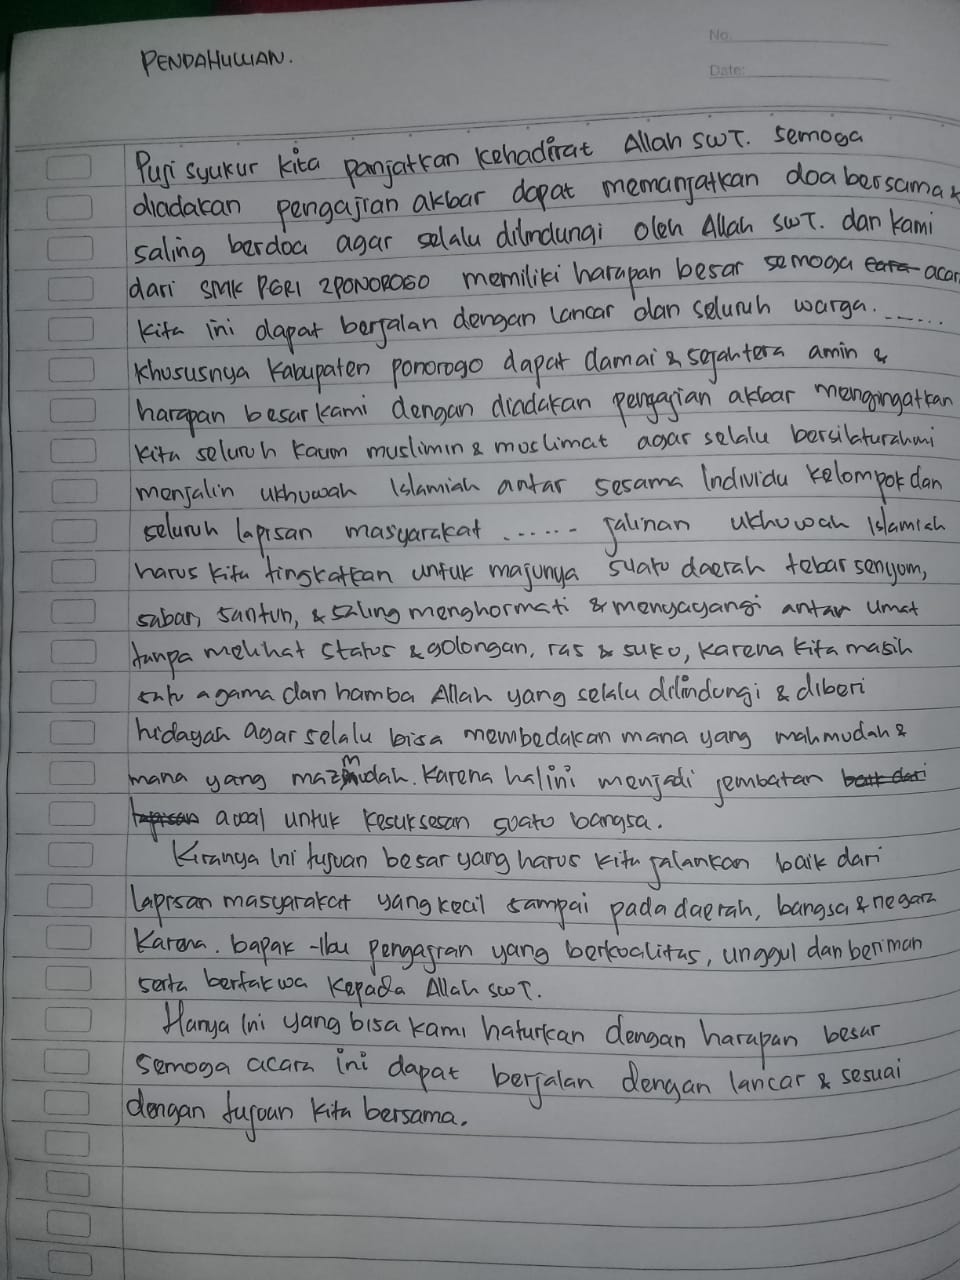 No.
Date:
PENDAHULUAN.
Puji syukur kita panjatkan kehadirat Allah SWT. semoga
diadakan pengajian akbar dapat memanjatkan doa bersama &
saling berdoa agar selalu dilindungi oleh Allah SWT. dan kami
dari SMK PGRI 2 PONOROGO memiliki harapan besar semoga acar
kita ini dapat berjalan dengan lancar dan seluruh warga.......
khususnya Kabupaten ponorogo dapat damai & sejahtera amin &
harapan besar kami dengan diadakan pengajian akbar mengingatkan
kita seluruh kaum muslimin & muslimat agar selalu bersilaturahmi
menjalin ukhuwah Islamiah antar sesama Individu kelompok dan
seluruh lapisan masyarakat ...... jalinan ukhuwah Islamiah
harus kita tingkatkan untuk majunya suatu daerah tebar senyum,
sabar, santun, & saling menghormati & menyayangi antar Umat
tanpa melihat status & golongan, ras & suku, karena kita masih
satu agama dan hamba Allah yang selalu dilindungi & diberi
hidayah agar selalu bisa membedakan mana yang mahmudah &
mana yang mazmudah. Karena hal ini menjadi jembatan baik dari
lapisan awal untuk kesuksesan suatu bangsa.
Kiranya Ini tujuan besar yang harus kita jalankan baik dari
lapisan masyarakat yang kecil sampai pada daerah, bangsa & negara
Karena. bapak -Ibu pengajian yang berkualitas, unggul dan beriman
serta bertakwa kepada Allah SWT.
Hanya Ini yang bisa kami haturkan dengan harapan besar
semoga acara ini dapat berjalan dengan lancar & sesuai
dengan tujuan kita bersama.